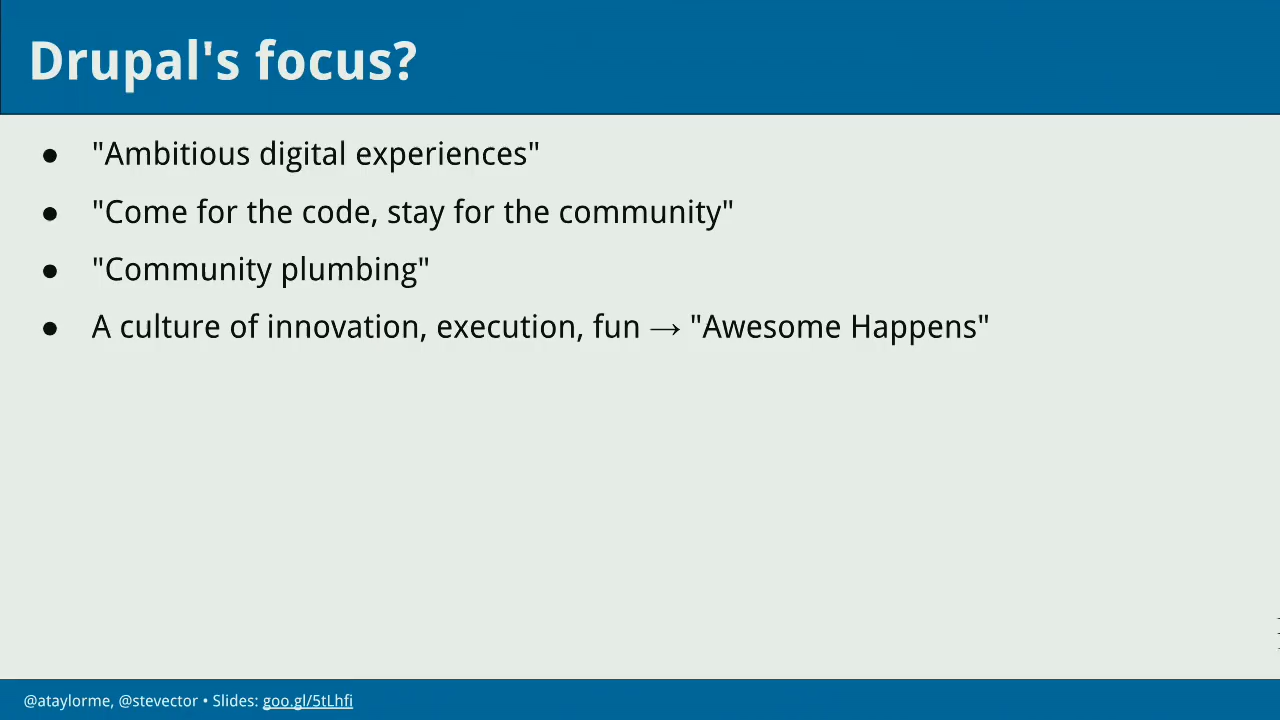 Drupal's focus?
● "Ambitious digital experiences"
● "Come for the code, stay for the community"
● "Community plumbing"
● A culture of innovation, execution, fun → "Awesome Happens"
@ataylorme, @stevector • Slides: goo.gl/5tLhfi